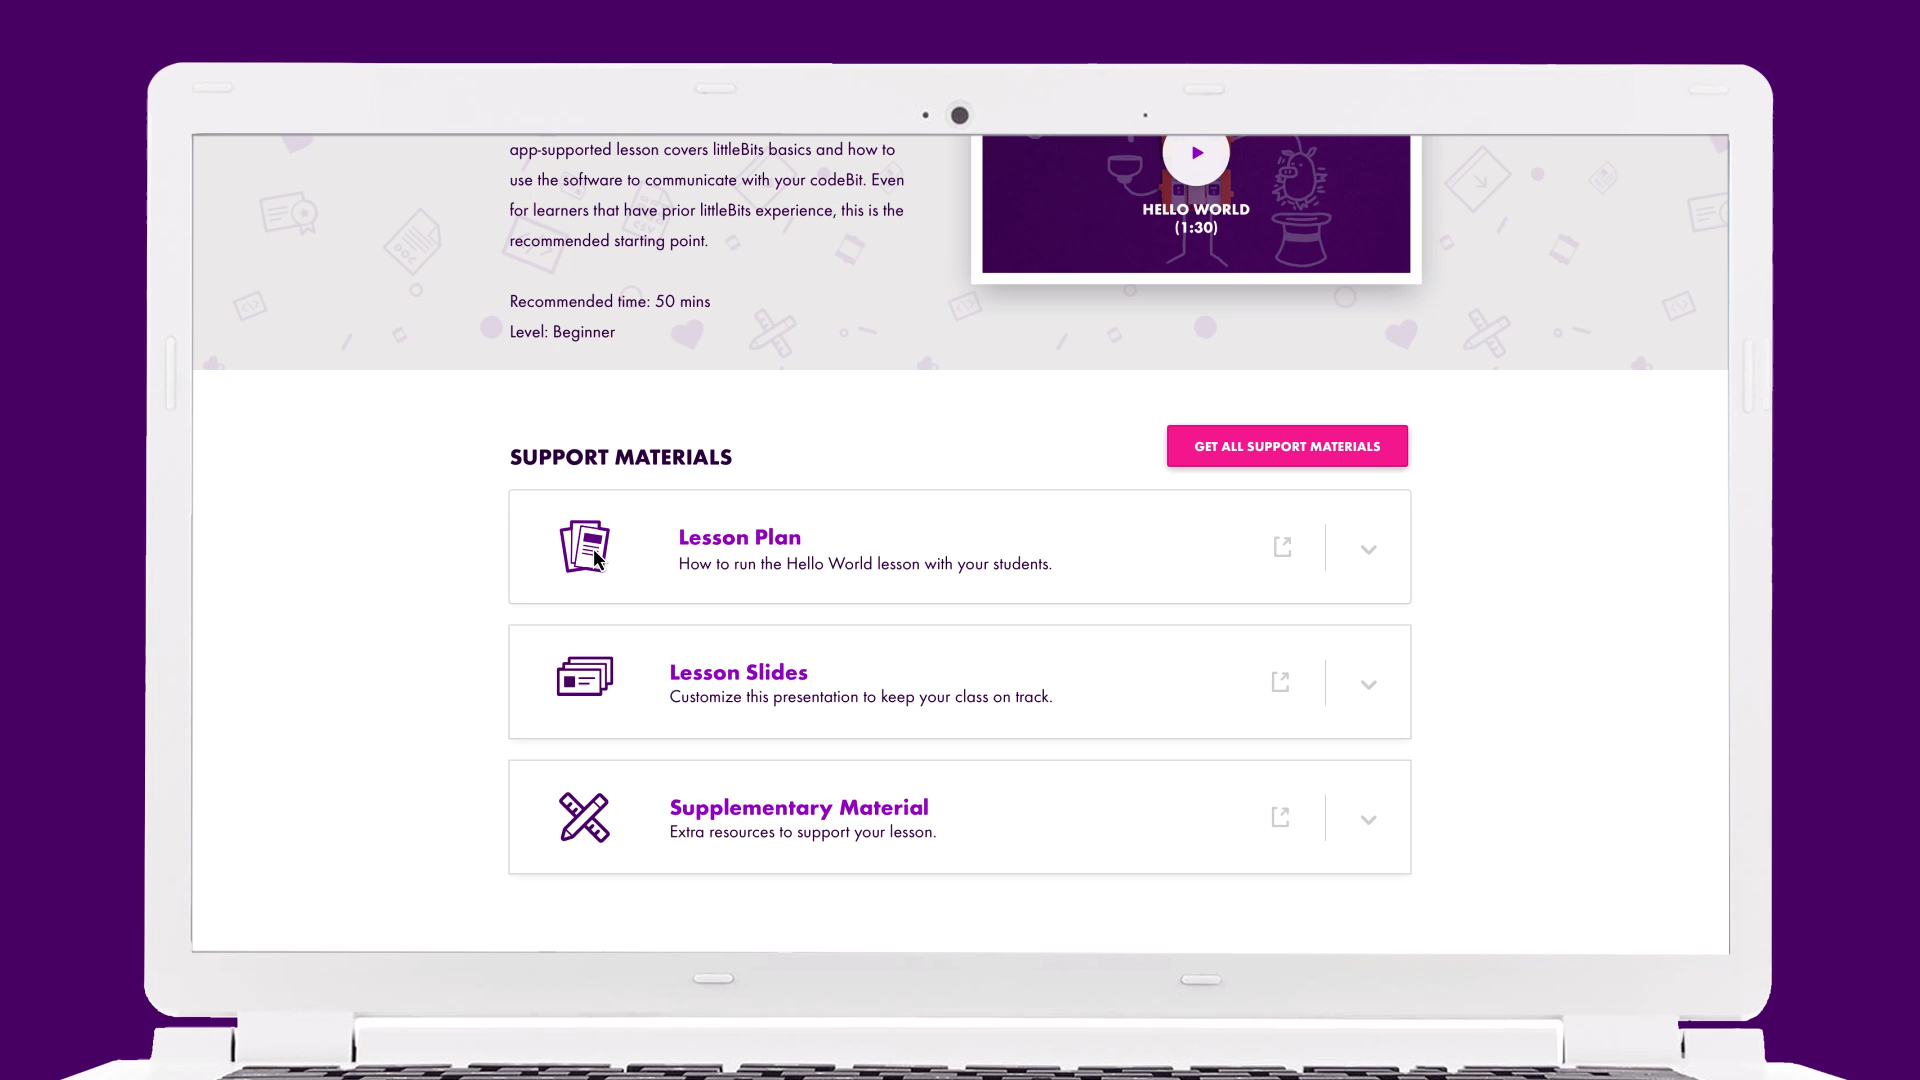 app-supported lesson covers littleBits basics and how to
use the software to communicate with your codeBit. Even
for learners that have prior littleBits experience, this is the
recommended starting point.
Recommended time: 50 mins
Level: Beginner
HELLO WORLD
(1:30)
SUPPORT MATERIALS
GET ALL SUPPORT MATERIALS
Lesson Plan
How to run the Hello World lesson with your students.
Lesson Slides
Customize this presentation to keep your class on track.
Supplementary Material
Extra resources to support your lesson.
DOC
CSV